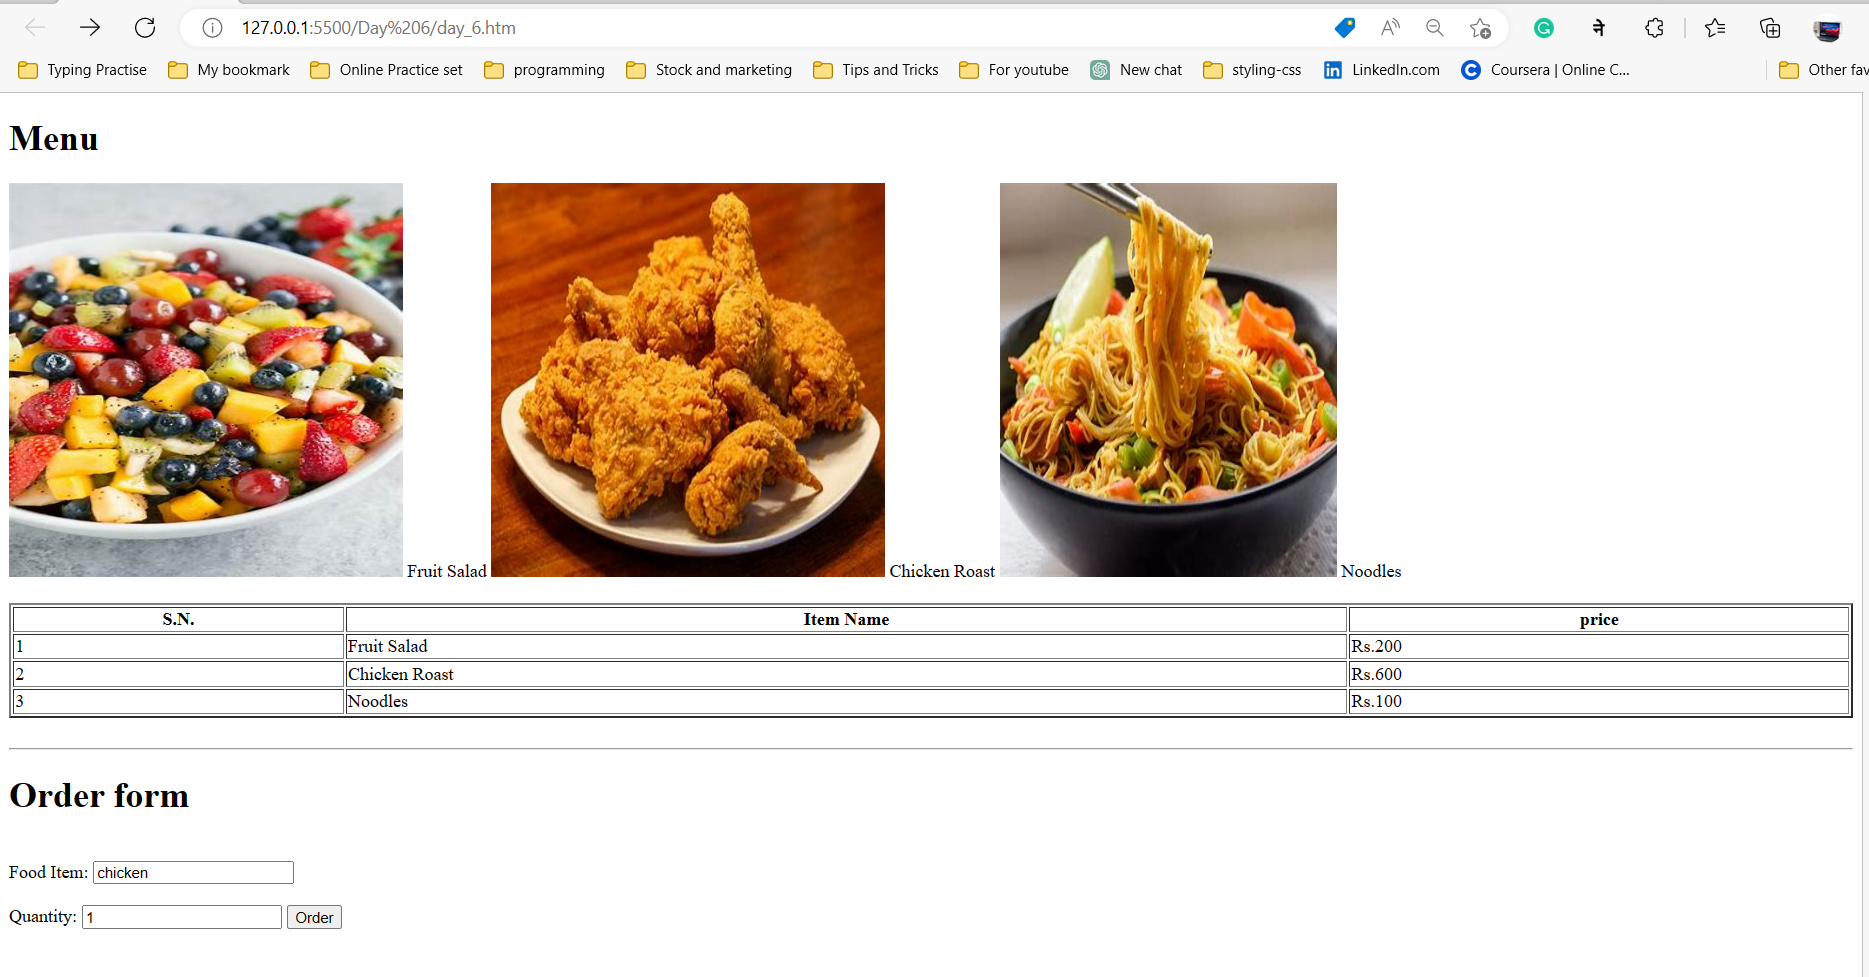 127.0.0.1:5500/Day%206/day_6.htm
Typing Practise My bookmark Online Practice set programming Stock and marketing Tips and Tricks For youtube New chat styling-css LinkedIn.com Coursera | Online C... Other fav
Menu
Fruit Salad Chicken Roast Noodles
S.N. Item Name price
1 Fruit Salad Rs.200
2 Chicken Roast Rs.600
3 Noodles Rs.100
Order form
Food Item: chicken
Quantity: 1 Order